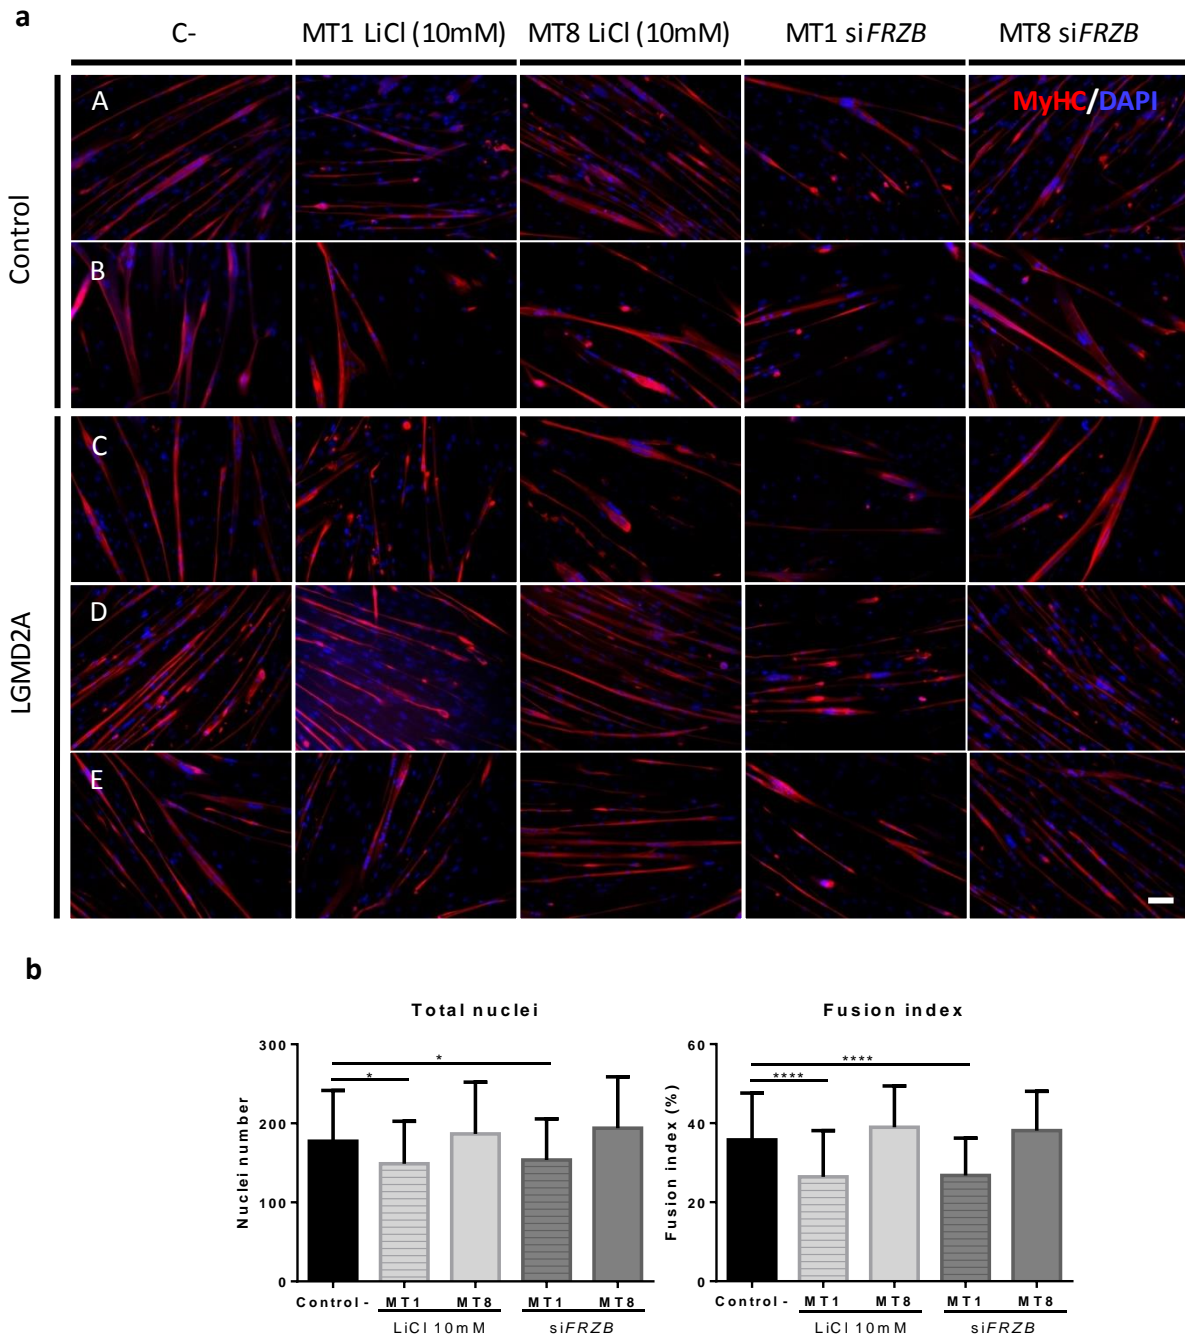 a
C- MT1 LiCl (10mM) MT8 LiCl (10mM) MT1 siFRZB MT8 siFRZB
Control
A
MyHC/DAPI
B
LGMD2A
C
D
E
b
Total nuclei
Nuclei number
300
200
100
0
*
*
Control - MT1 MT8 MT1 MT8
LiCl 10mM siFRZB
Fusion index
Fusion index (%)
60
40
20
0
****
****
Control - MT1 MT8 MT1 MT8
LiCl 10mM siFRZB